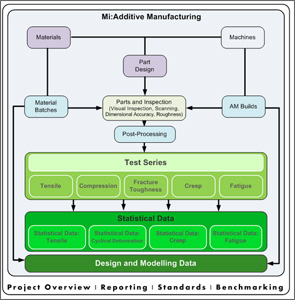 Mi:Additive Manufacturing
Materials
Machines
Part
Design
Material
Batches
Parts and Inspection
(Visual Inspection, Scanning,
Dimensional Accuracy, Roughness)
AM Builds
Post-Processing
Test Series
Tensile
Compression
Fracture
Toughness
Creep
Fatigue
Statistical Data
Statistical Data:
Tensile
Statistical Data:
Cyclical Deformation
Statistical Data:
Creep
Statistical Data:
Fatigue
Design and Modelling Data
Project Overview | Reporting | Standards | Benchmarking